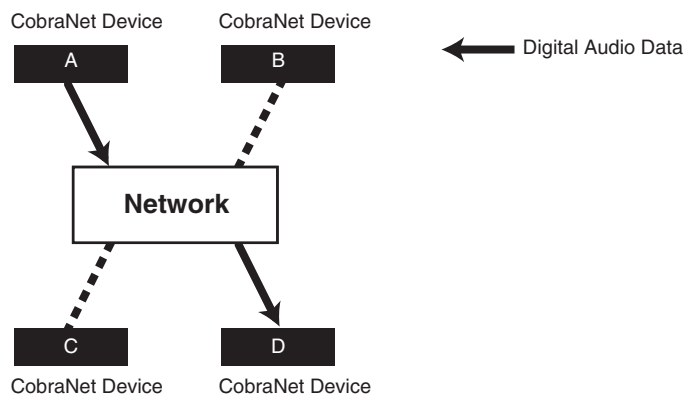 CobraNet Device
CobraNet Device
A
B
Digital Audio Data
Network
C
D
CobraNet Device
CobraNet Device